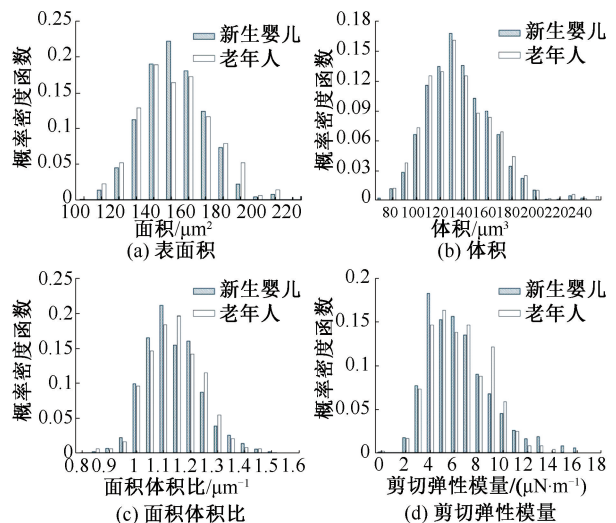 0.25
0.20
0.15
0.1
0.05
0
概率密度函数
新生婴儿
老年人
100 120 140 160 180 200 220
面积/μm²
(a) 表面积
0.18
0.15
0.12
0.09
0.06
0.03
0
概率密度函数
新生婴儿
老年人
80 100 120 140 160 180 200 220 240
体积/μm³
(b) 体积
0.25
0.2
0.15
0.1
0.05
0
概率密度函数
新生婴儿
老年人
0.8 0.9 1 1.1 1.2 1.3 1.4 1.5 1.6
面积体积比/μm⁻¹
(c) 面积体积比
0.2
0.15
0.1
0.05
0
概率密度函数
新生婴儿
老年人
0 2 4 6 8 10 12 14 16 18
剪切弹性模量/(μN·m⁻¹)
(d) 剪切弹性模量